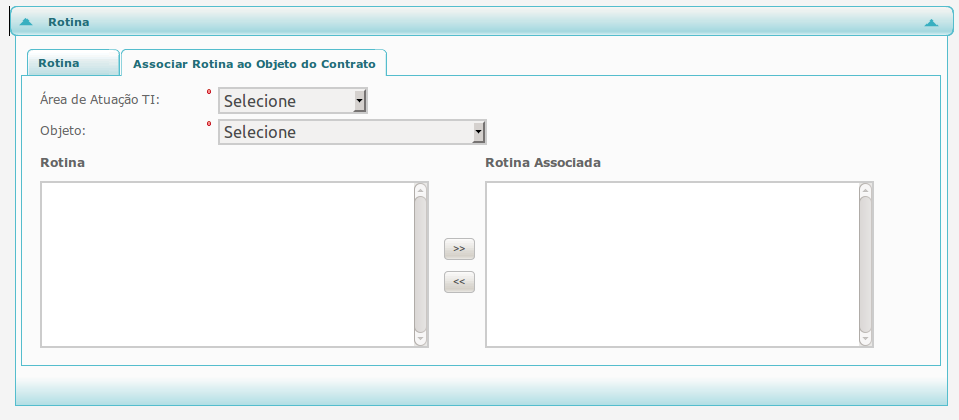 Rotina
Rotina Associar Rotina ao Objeto do Contrato
Área de Atuação TI: Selecione
Objeto: Selecione
Rotina Rotina Associada
>>
<<